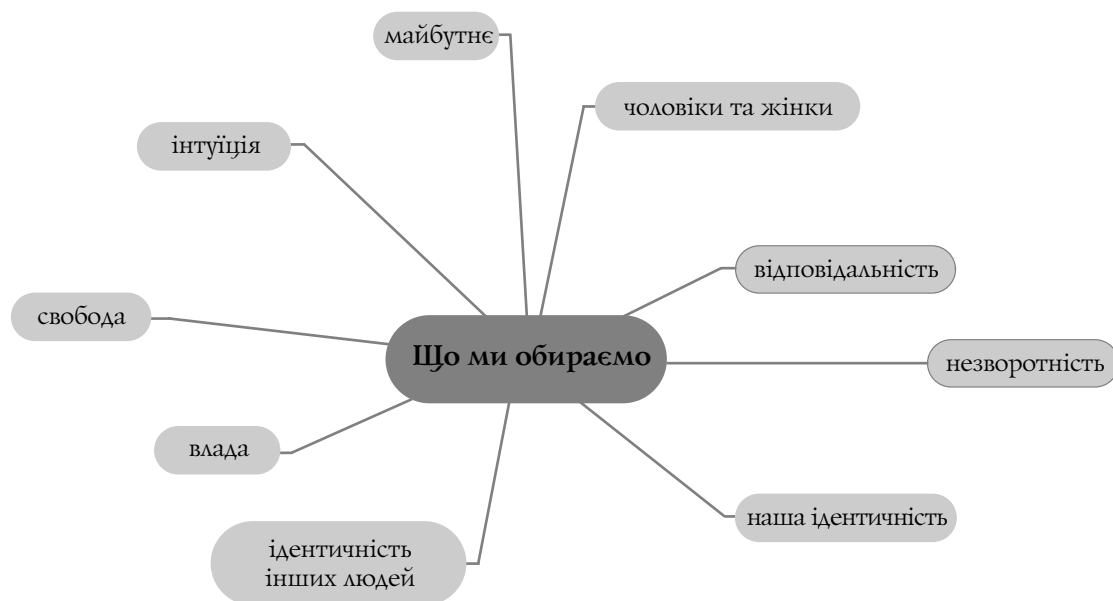 майбутнє
чоловіки та жінки
інтуїція
відповідальність
свобода
Що ми обираємо
незворотність
влада
наша ідентичність
ідентичність
інших людей